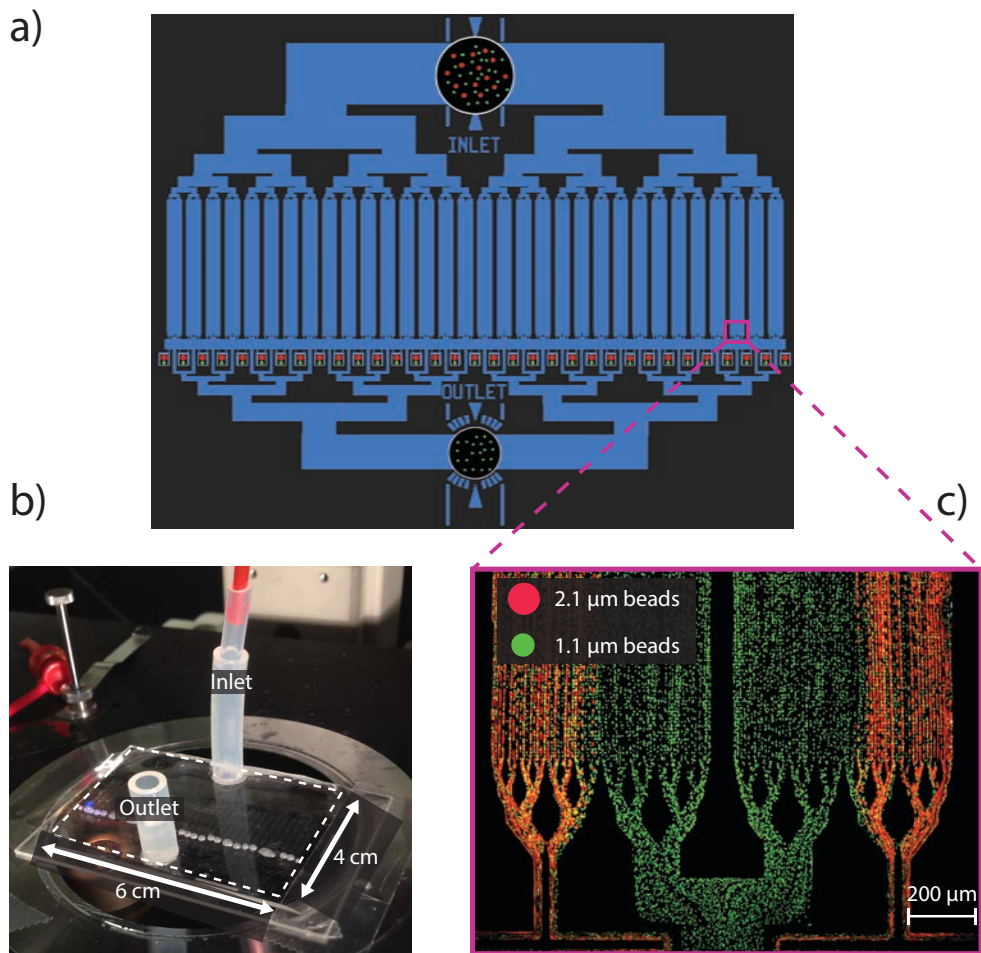 a)
INLET
OUTLET
b)
c)
Inlet
Outlet
4 cm
6 cm
2.1 μm beads
1.1 μm beads
200 μm